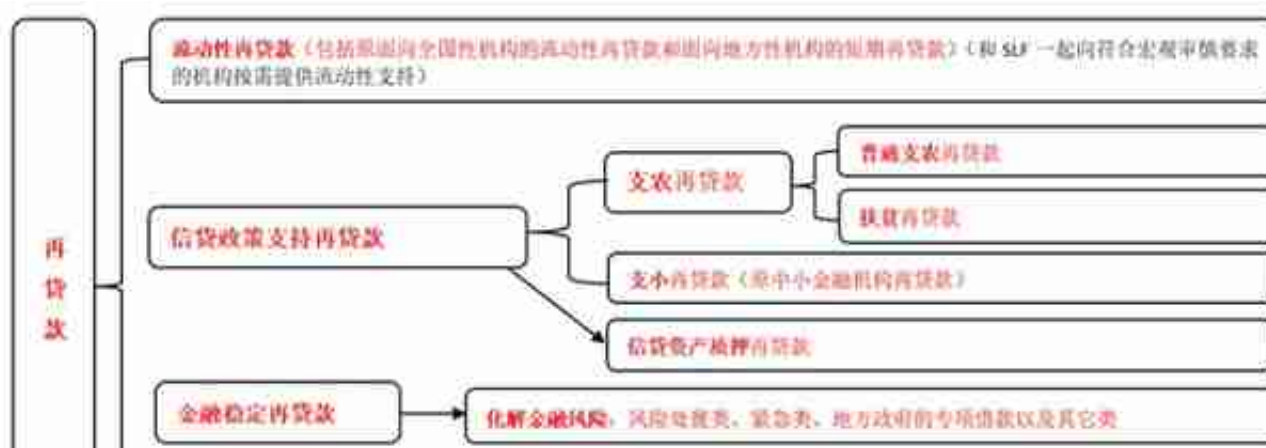 再贷款
流动性再贷款（包括原面向全国性机构的流动性再贷款和面向地方性机构的短期再贷款）（和 SLF 一起向符合宏观审慎要求
的机构按需提供流动性支持）
信贷政策支持再贷款
支农再贷款
普通支农再贷款
扶贫再贷款
支小再贷款（原中小金融机构再贷款）
信贷资产质押再贷款
金融稳定再贷款
化解金融风险：风险处置类、紧急类、地方政府的专项借款以及其它类